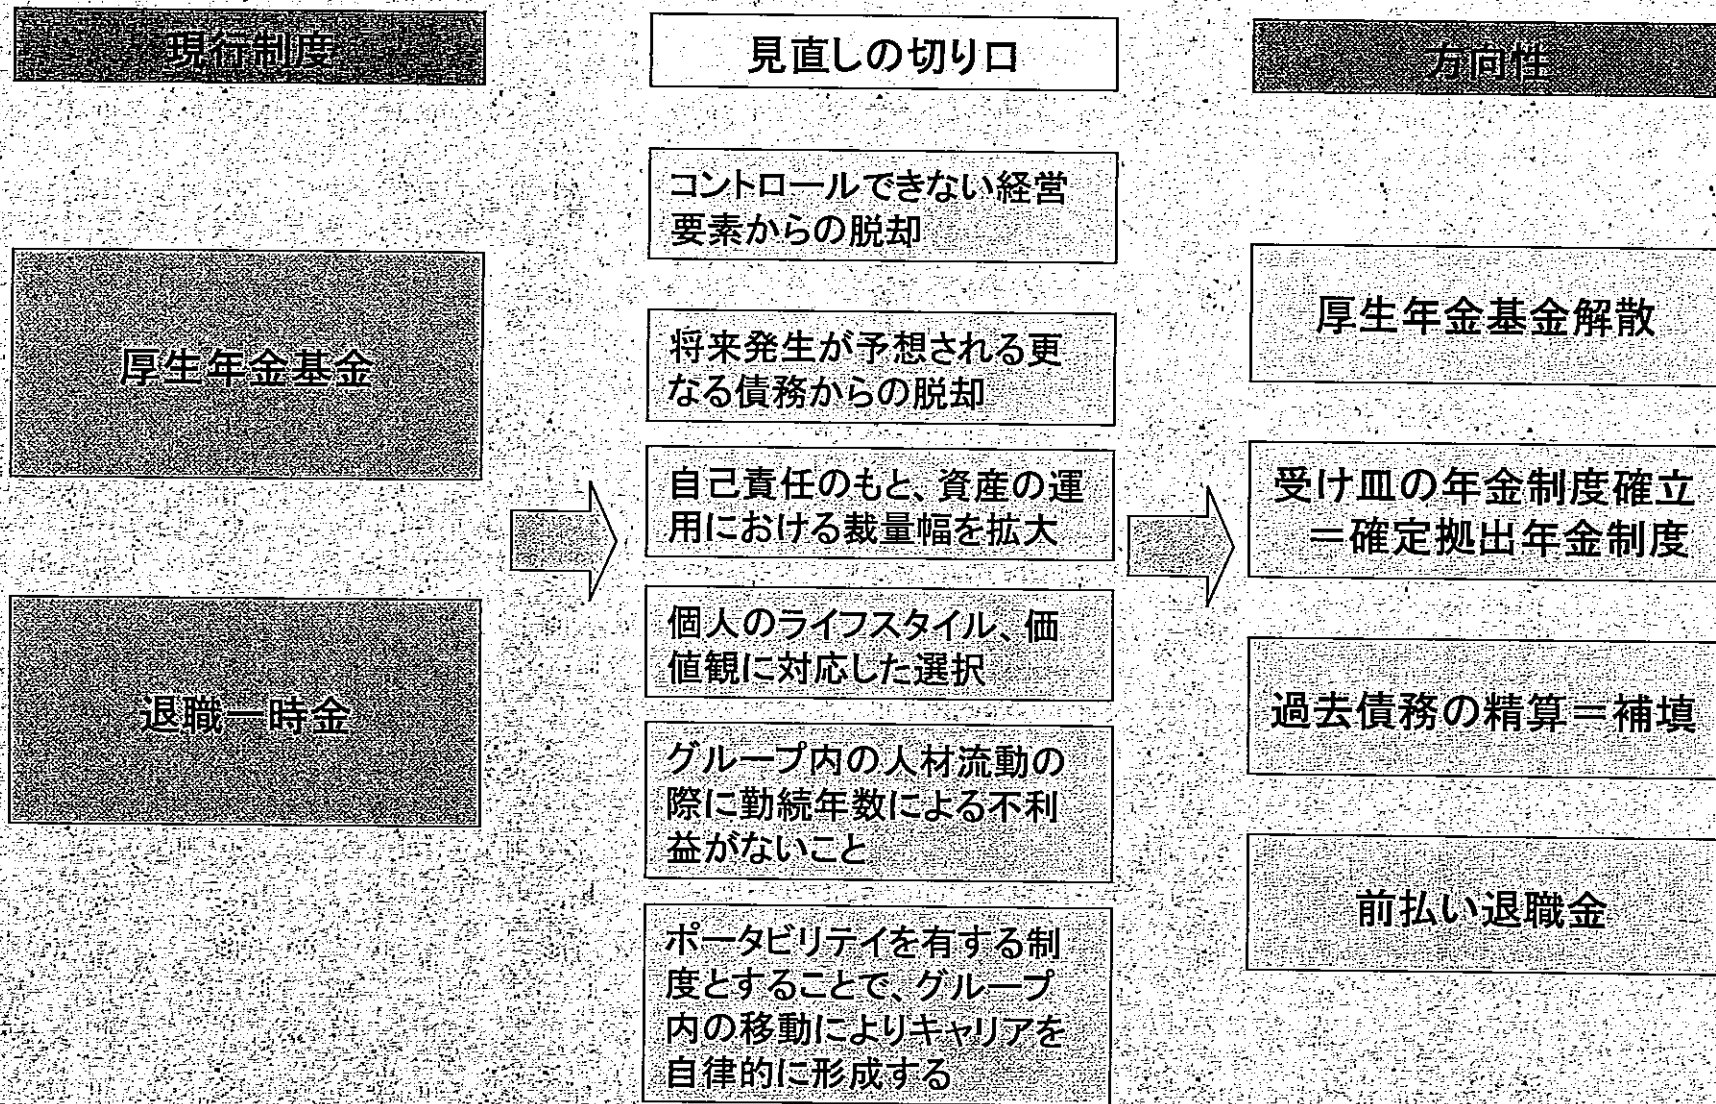 現行制度
厚生年金基金
退職一時金
見直しの切り口
コントロールできない経営
要素からの脱却
将来発生が予想される更
なる債務からの脱却
自己責任のもと、資産の運
用における裁量幅を拡大
個人のライフスタイル、価
値観に対応した選択
グループ内の人材流動の
際に勤続年数による不利
益がないこと
ポータビリテイを有する制
度とすることで、グループ
内の移動によりキャリアを
自律的に形成する
方向性
厚生年金基金解散
受け皿の年金制度確立
＝確定拠出年金制度
過去債務の精算＝補填
前払い退職金